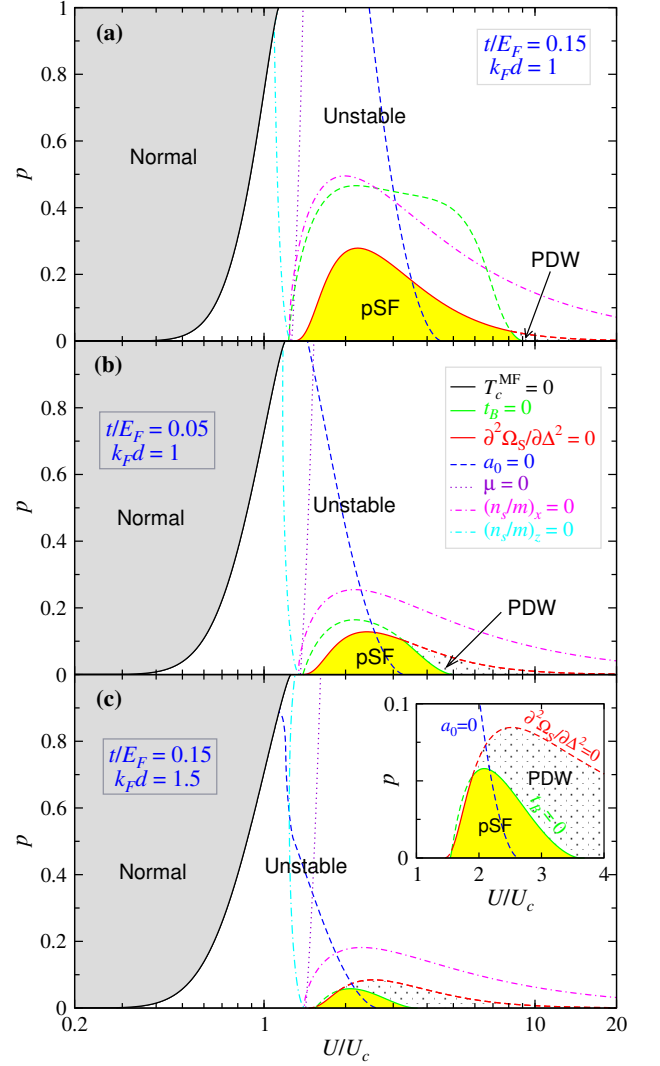 (a)
t/E_F = 0.15
k_F d = 1
Unstable
Normal
PDW
pSF
p
1
0.8
0.6
0.4
0.2
0
(b)
t/E_F = 0.05
k_F d = 1
T_c^MF = 0
t_B = 0
∂²Ω_S/∂Δ² = 0
a_0 = 0
μ = 0
(n_s/m)_x = 0
(n_s/m)_z = 0
Normal
Unstable
PDW
pSF
p
0.8
0.6
0.4
0.2
0
(c)
t/E_F = 0.15
k_F d = 1.5
Normal
Unstable
p
0.8
0.6
0.4
0.2
0
0.1
a_0=0
∂²Ω_S/∂Δ²=0
p
PDW
t_B=0
pSF
0
1 2 3 4
U/U_c
0.2 1 10 20
U/U_c